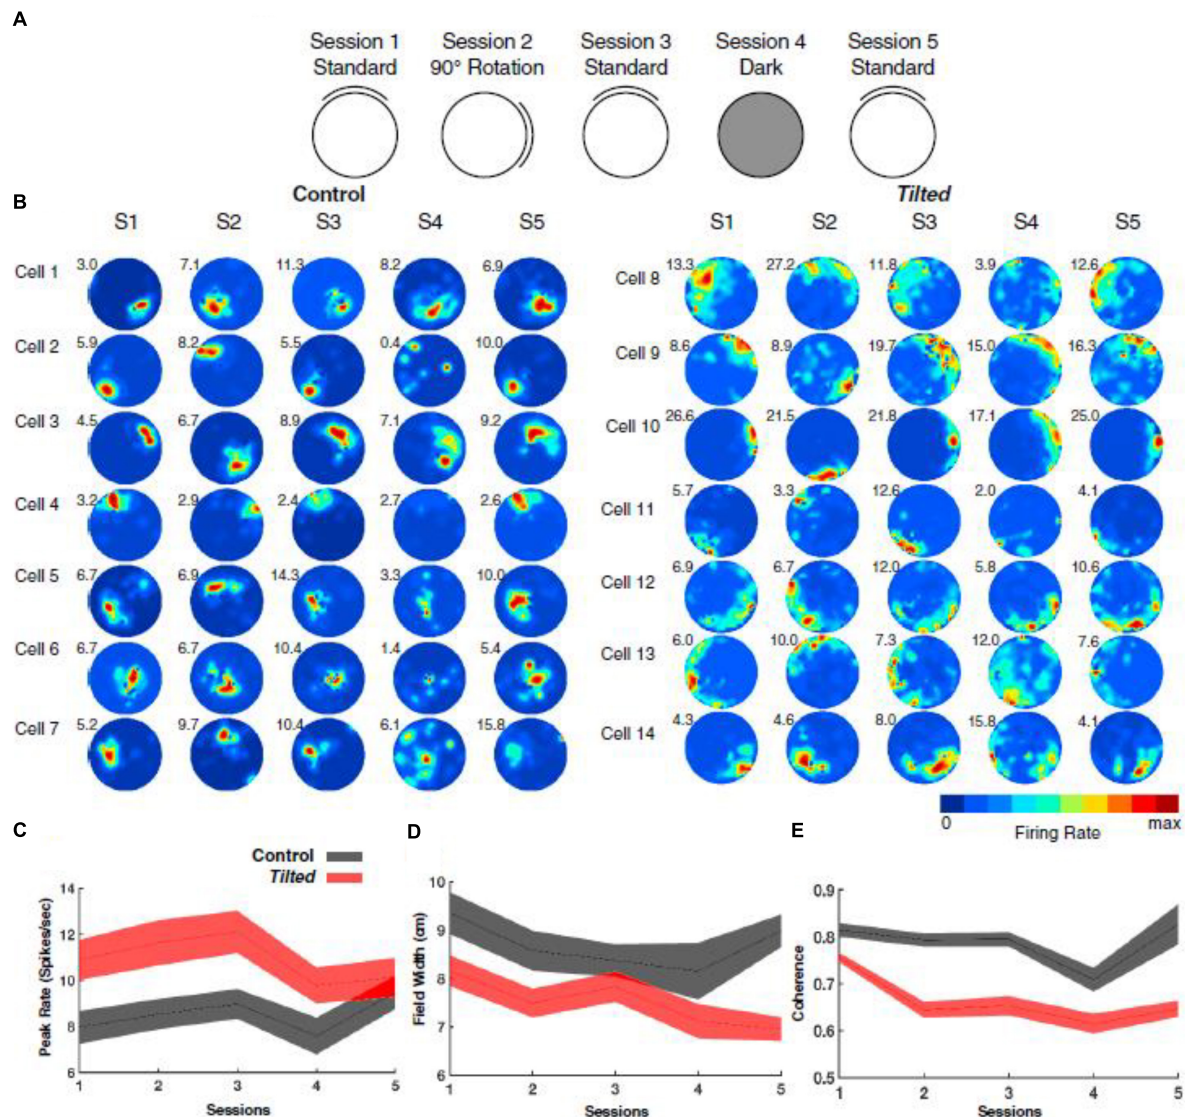 A
Session 1 Session 2 Session 3 Session 4 Session 5
Standard 90° Rotation Standard Dark Standard
B
Control Tilted
S1 S2 S3 S4 S5 S1 S2 S3 S4 S5
Cell 1 3.0 7.1 11.3 8.2 6.9 Cell 8 13.3 27.2 11.8 3.9 12.6
Cell 2 5.9 8.2 5.5 0.4 10.0 Cell 9 8.6 8.9 19.7 15.0 16.3
Cell 3 4.5 6.7 8.9 7.1 9.2 Cell 10 26.6 21.5 21.8 17.1 25.0
Cell 4 3.2 2.9 2.4 2.7 2.6 Cell 11 5.7 3.3 12.6 2.0 4.1
Cell 5 6.7 6.9 14.3 3.3 10.0 Cell 12 6.9 6.7 12.0 5.8 10.6
Cell 6 6.7 6.7 10.4 1.4 5.4 Cell 13 6.0 10.0 7.3 12.0 7.6
Cell 7 5.2 9.7 10.4 6.1 15.8 Cell 14 4.3 4.6 8.0 15.8 4.1
0 Firing Rate max
C
Control
Tilted
Peak Rate (Spikes/sec)
14
12
10
8
6
1 2 3 4 5
Sessions
D
Field Width (cm)
10
9
8
7
6
1 2 3 4 5
Sessions
E
Coherence
0.9
0.8
0.7
0.6
0.5
1 2 3 4 5
Sessions